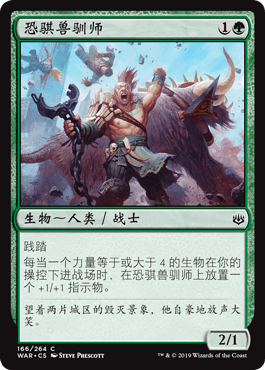 恐骐兽驯师 1
生物～人类 / 战士
践踏
每当一个力量等于或大于 4 的生物在你的
操控下进战场时，在恐骐兽驯师上放置一
个 +1/+1 指示物。
望着两片城区的毁灭景象，他自豪地放声大
笑。
2/1
166/264 C
WAR • CS STEVE PRESCOTT
™ & © 2019 Wizards of the Coast